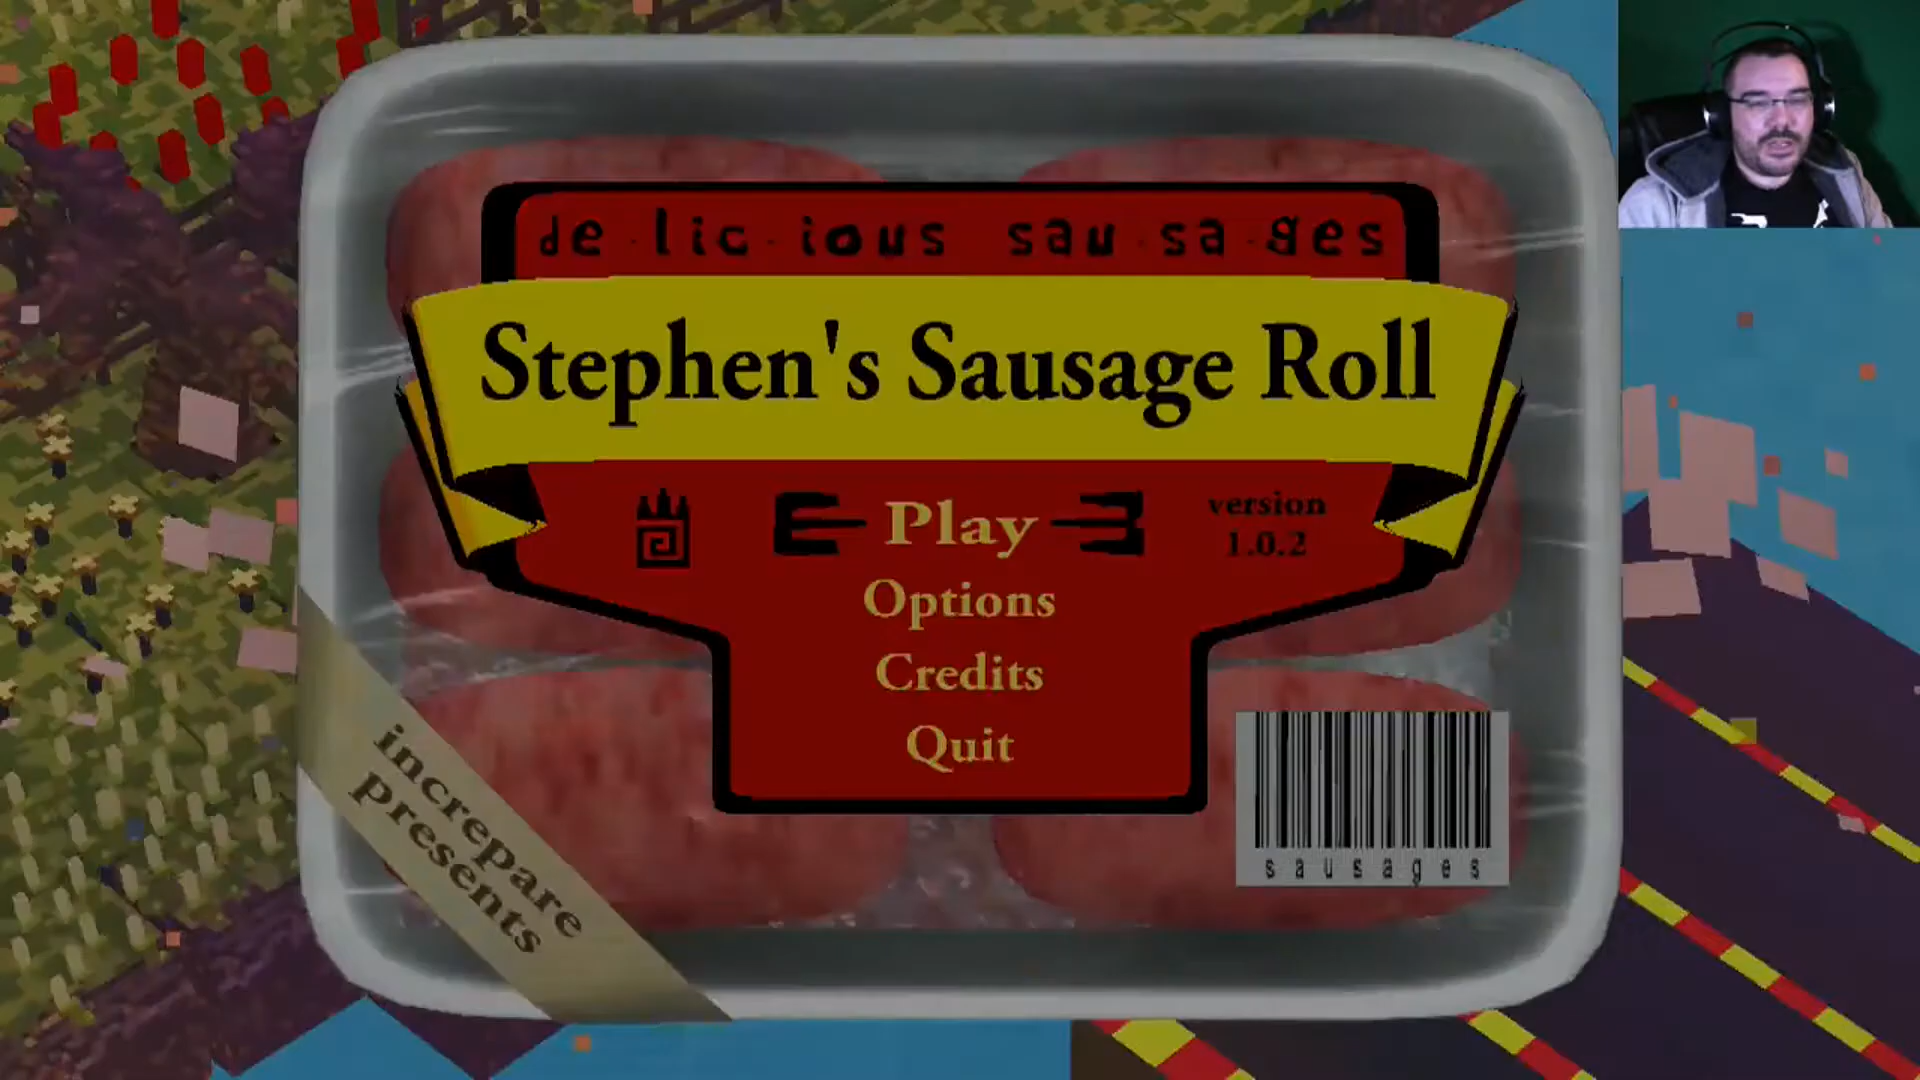 de·lic·ious sau·sa·ges
Stephen's Sausage Roll
Play
version
1.0.2
Options
Credits
Quit
increpare
presents
sausages